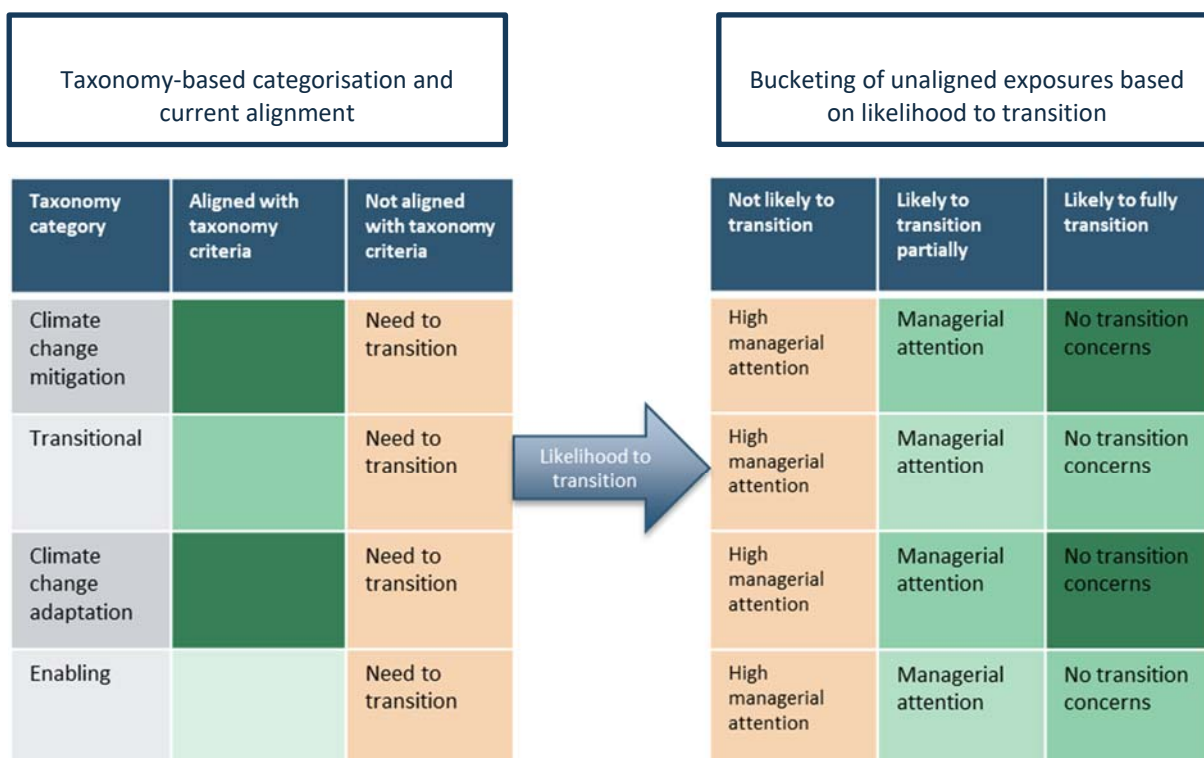 Taxonomy-based categorisation and
current alignment
Bucketing of unaligned exposures based
on likelihood to transition
Taxonomy
category
Aligned with
taxonomy
criteria
Not aligned
with taxonomy
criteria
Climate
change
mitigation
Need to
transition
Transitional
Need to
transition
Climate
change
adaptation
Need to
transition
Enabling
Need to
transition
Likelihood to
transition
Not likely to
transition
Likely to
transition
partially
Likely to fully
transition
High
managerial
attention
Managerial
attention
No transition
concerns
High
managerial
attention
Managerial
attention
No transition
concerns
High
managerial
attention
Managerial
attention
No transition
concerns
High
managerial
attention
Managerial
attention
No transition
concerns